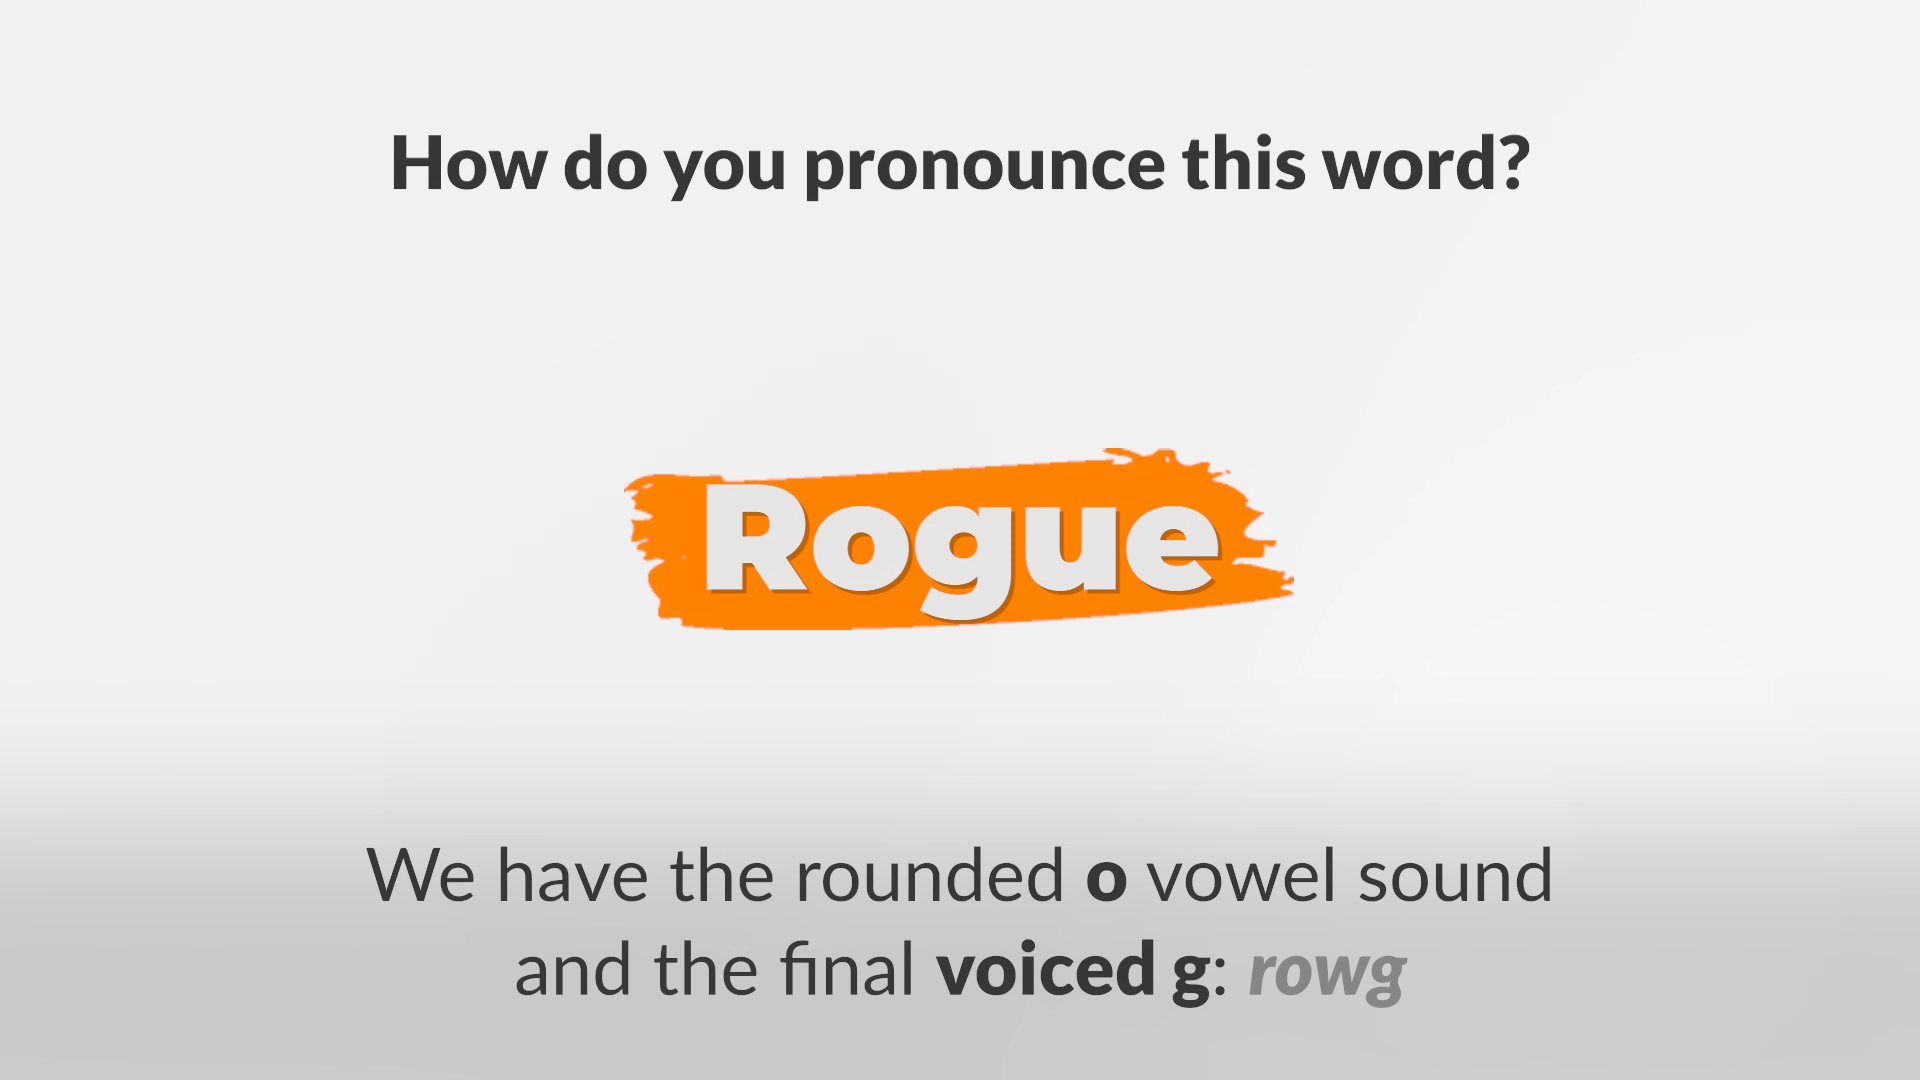 How do you pronounce this word?
Rogue
We have the rounded o vowel sound
and the final voiced g: rowg